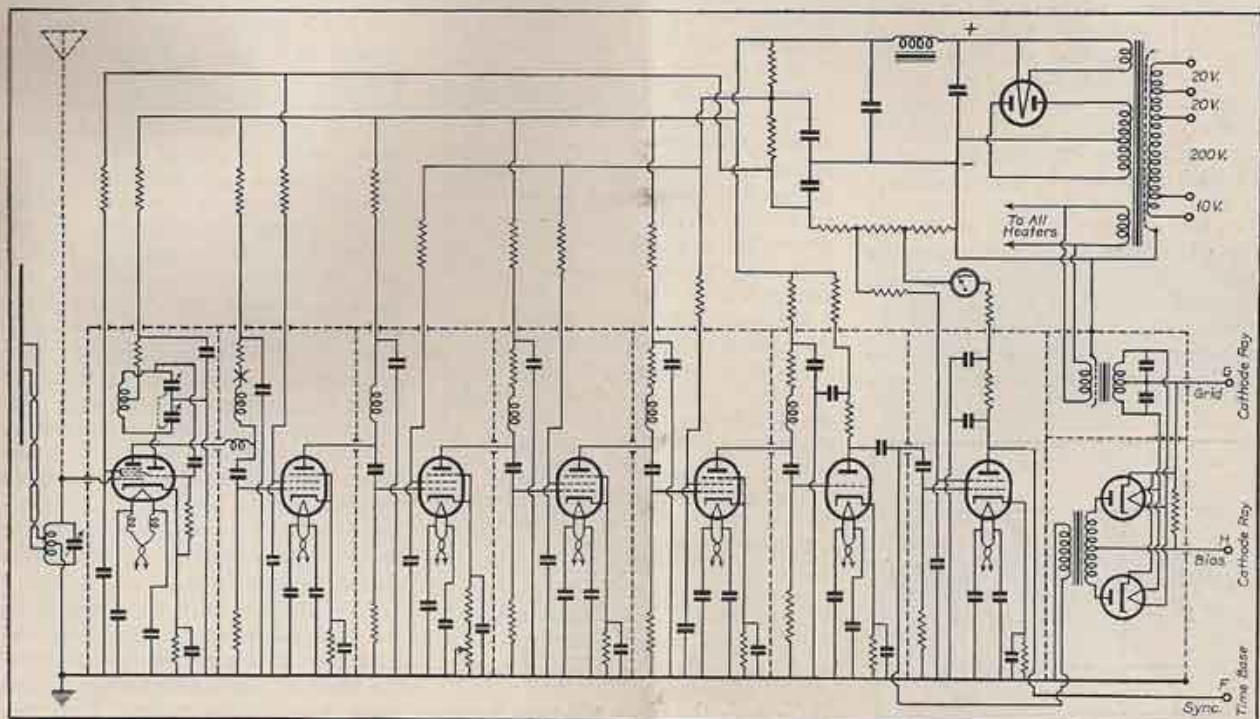 +
20V.
20V.
200V.
−
10V.
To All
Heaters
G
Grid
Cathode Ray
Bias
Cathode Ray
Sync.
Time Base